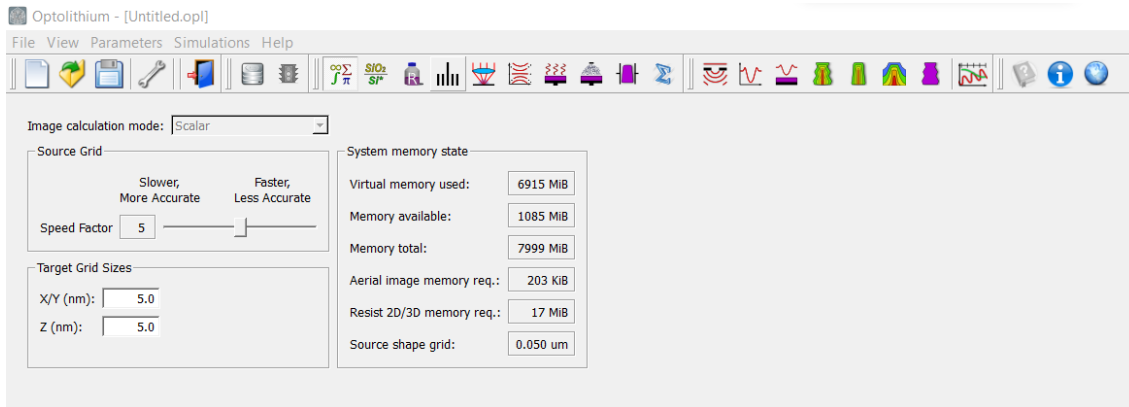 Optolithium - [Untitled.opl]
File View Parameters Simulations Help
∞Σ∫π SiO₂ Si* R
Image calculation mode: Scalar
Source Grid
Slower, More Accurate
Faster, Less Accurate
Speed Factor 5
Target Grid Sizes
X/Y (nm): 5.0
Z (nm): 5.0
System memory state
Virtual memory used: 6915 MiB
Memory available: 1085 MiB
Memory total: 7999 MiB
Aerial image memory req.: 203 KiB
Resist 2D/3D memory req.: 17 MiB
Source shape grid: 0.050 um